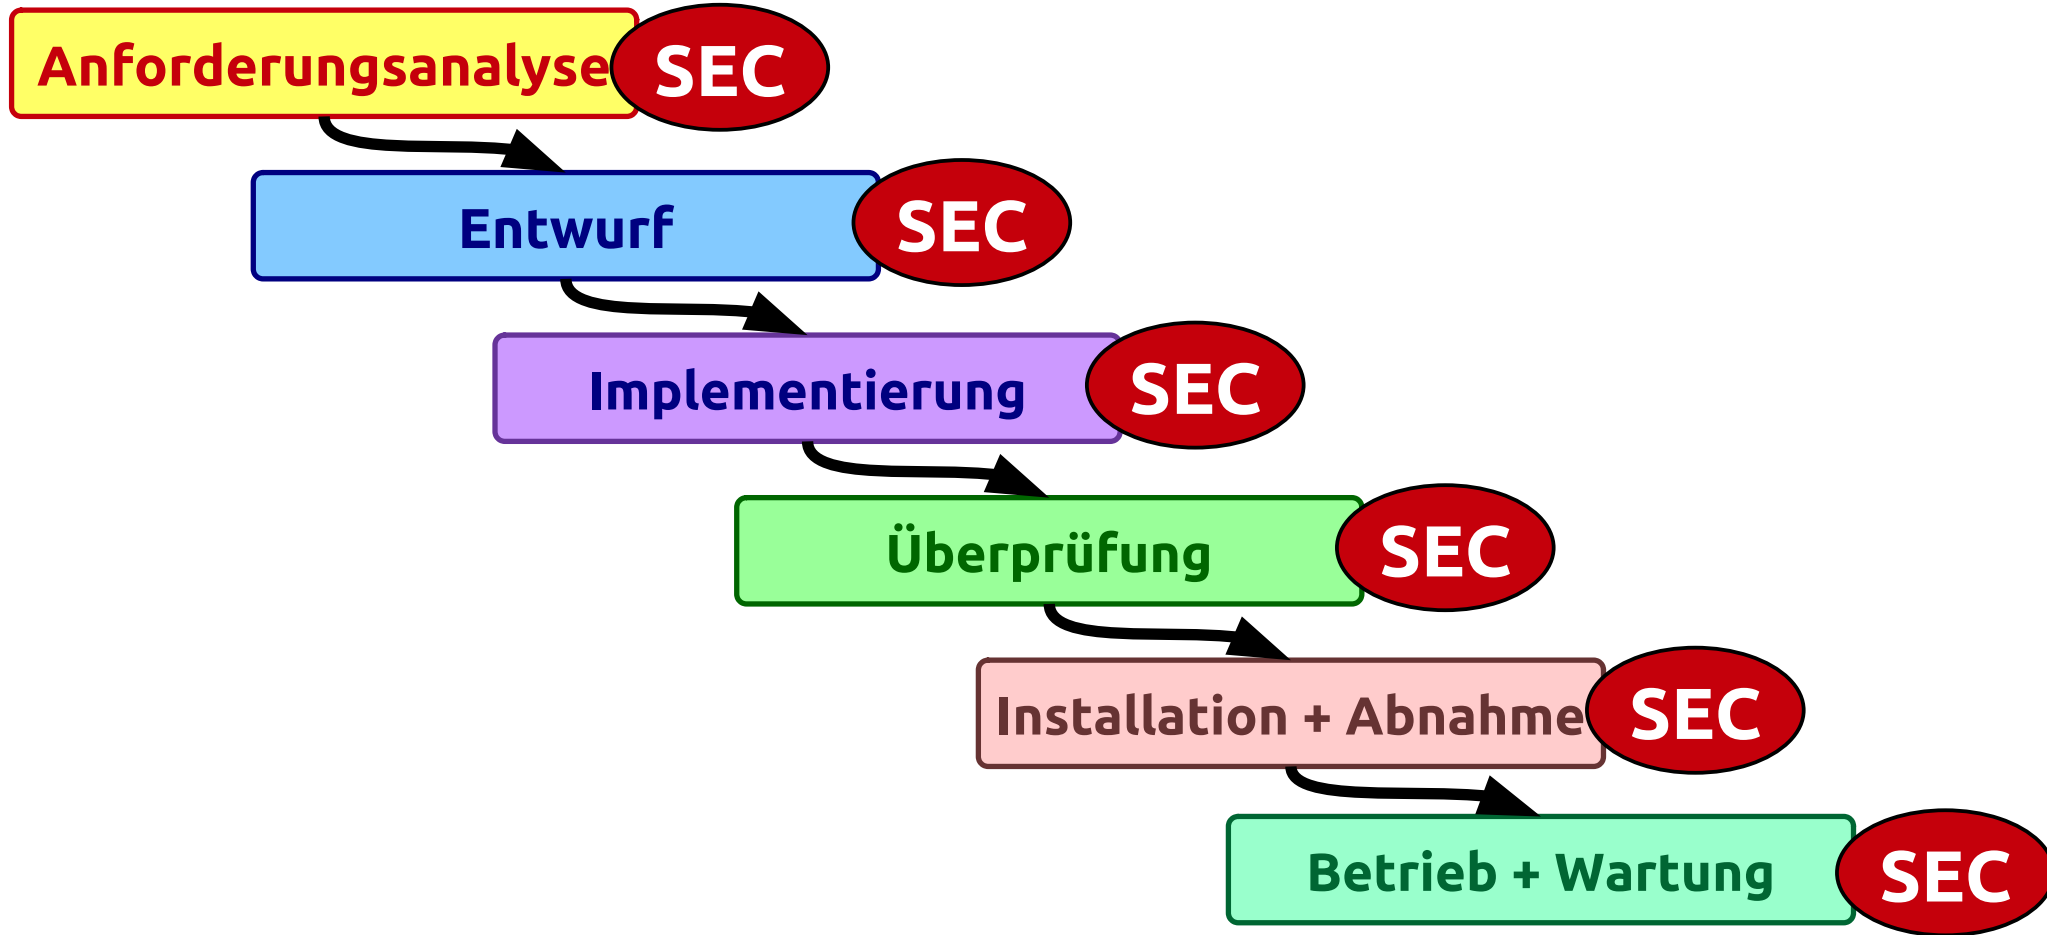 Anforderungsanalyse SEC
Entwurf SEC
Implementierung SEC
Überprüfung SEC
Installation + Abnahme SEC
Betrieb + Wartung SEC